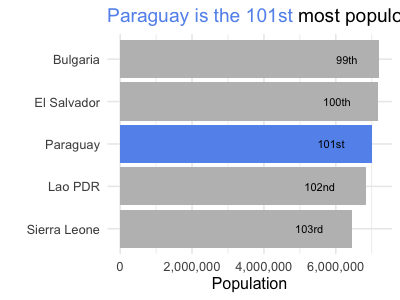 Paraguay is the 101st most populo
Bulgaria 99th
El Salvador 100th
Paraguay 101st
Lao PDR 102nd
Sierra Leone 103rd
0 2,000,000 4,000,000 6,000,000
Population